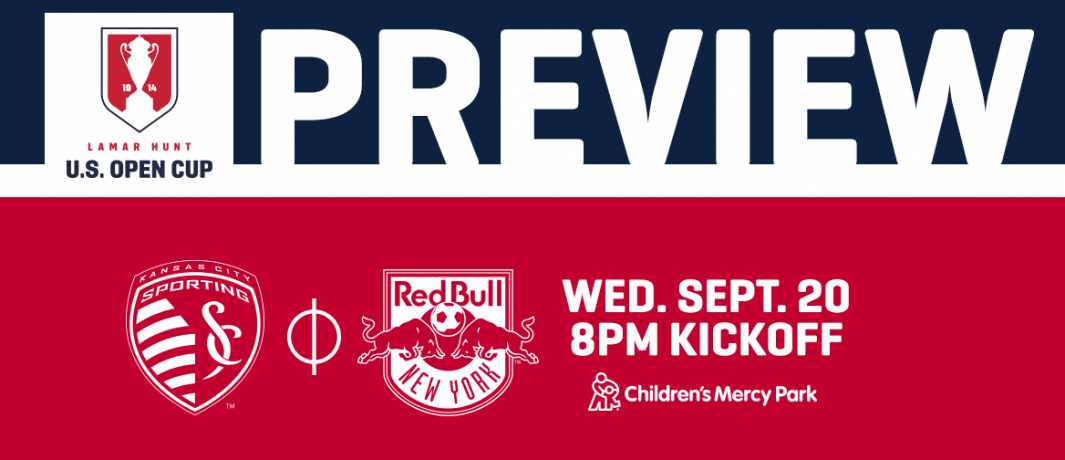 19 14
LAMAR HUNT
U.S. OPEN CUP
PREVIEW
KANSAS CITY
SPORTING
TM
Red Bull
NEW YORK
TM
WED. SEPT. 20
8PM KICKOFF
Children's Mercy Park